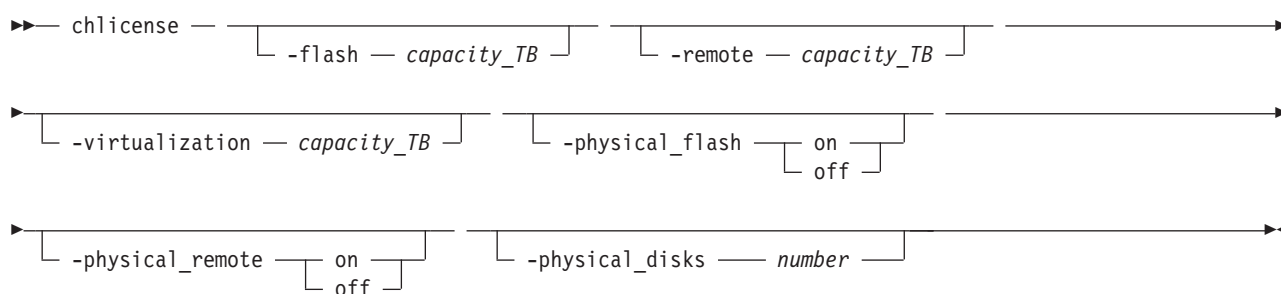 chlicense
-flash capacity_TB -remote capacity_TB
-virtualization capacity_TB -physical_flash on
off
-physical_remote on -physical_disks number
off